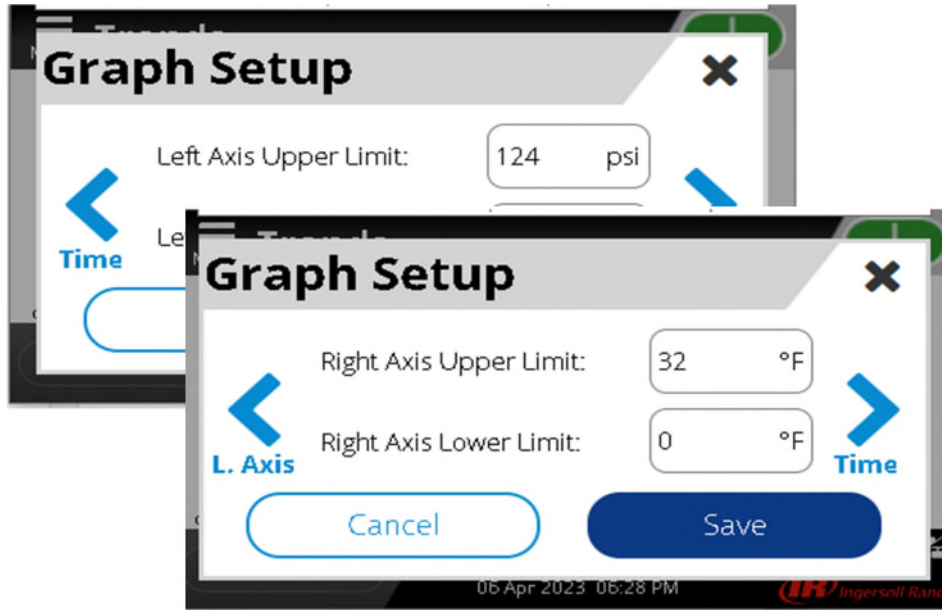 Graph Setup
Left Axis Upper Limit: 124 psi
Time
Graph Setup
Right Axis Upper Limit: 32 °F
Right Axis Lower Limit: 0 °F
L. Axis
Time
Cancel
Save
06 Apr 2023 06:28 PM
IR Ingersoll Rand